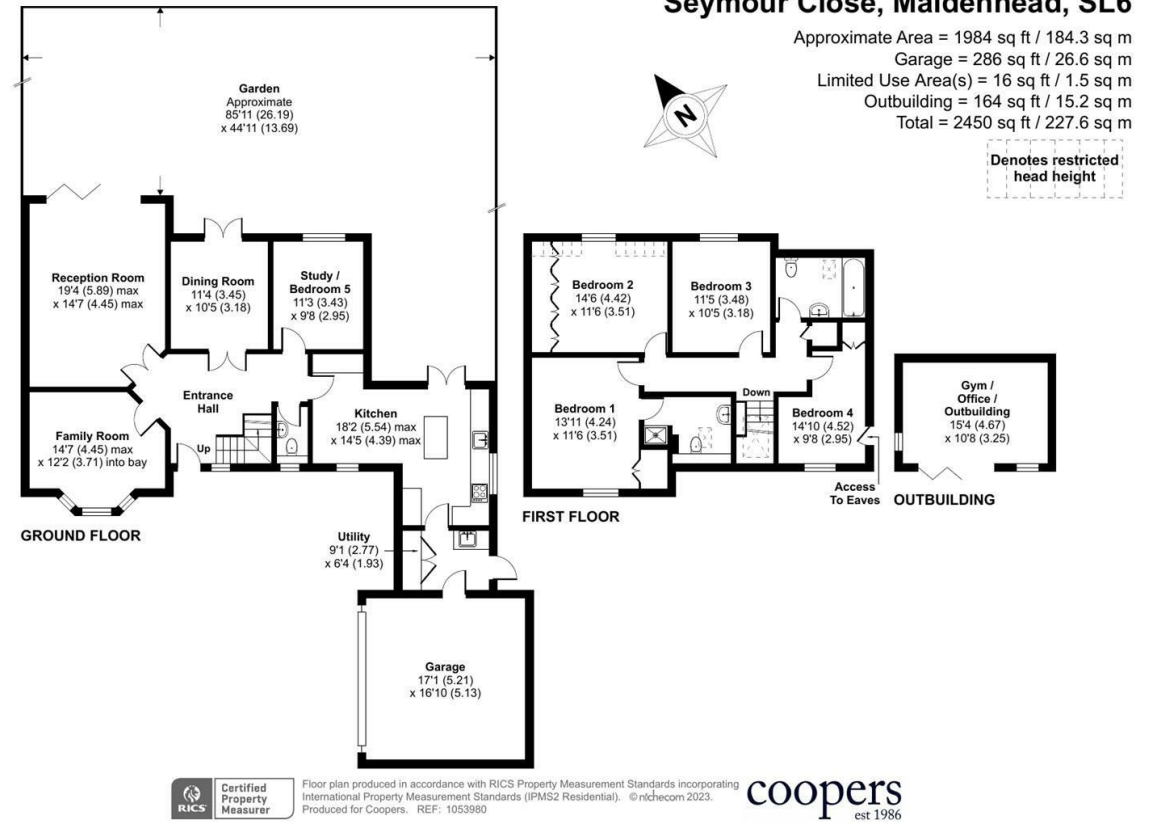 Seymour Close, Maidenhead, SL6
Approximate Area = 1984 sq ft / 184.3 sq m
Garage = 286 sq ft / 26.6 sq m
Limited Use Area(s) = 16 sq ft / 1.5 sq m
Outbuilding = 164 sq ft / 15.2 sq m
Total = 2450 sq ft / 227.6 sq m
Denotes restricted
head height
N
Garden
Approximate
85'11 (26.19)
x 44'11 (13.69)
Reception Room
19'4 (5.89) max
x 14'7 (4.45) max
Dining Room
11'4 (3.45)
x 10'5 (3.18)
Study /
Bedroom 5
11'3 (3.43)
x 9'8 (2.95)
Entrance
Hall
Up
Family Room
14'7 (4.45) max
x 12'2 (3.71) into bay
Kitchen
18'2 (5.54) max
x 14'5 (4.39) max
GROUND FLOOR
Utility
9'1 (2.77)
x 6'4 (1.93)
Garage
17'1 (5.21)
x 16'10 (5.13)
Bedroom 2
14'6 (4.42)
x 11'6 (3.51)
Bedroom 3
11'5 (3.48)
x 10'5 (3.18)
Bedroom 1
13'11 (4.24)
x 11'6 (3.51)
Down
Bedroom 4
14'10 (4.52)
x 9'8 (2.95)
Access
To Eaves
FIRST FLOOR
Gym /
Office /
Outbuilding
15'4 (4.67)
x 10'8 (3.25)
OUTBUILDING
RICS
Certified
Property
Measurer
Floor plan produced in accordance with RICS Property Measurement Standards incorporating
International Property Measurement Standards (IPMS2 Residential). © nichecom 2023.
Produced for Coopers. REF: 1053980
coopers
est 1986